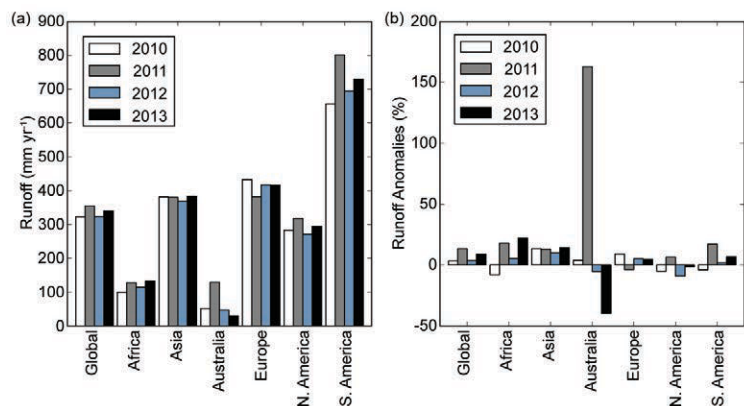 (a)
900
800
700
600
500
400
300
200
100
0
Runoff (mm yr⁻¹)
2010
2011
2012
2013
Global
Africa
Asia
Australia
Europe
N. America
S. America
(b)
200
150
100
50
0
-50
Runoff Anomalies (%)
2010
2011
2012
2013
Global
Africa
Asia
Australia
Europe
N. America
S. America